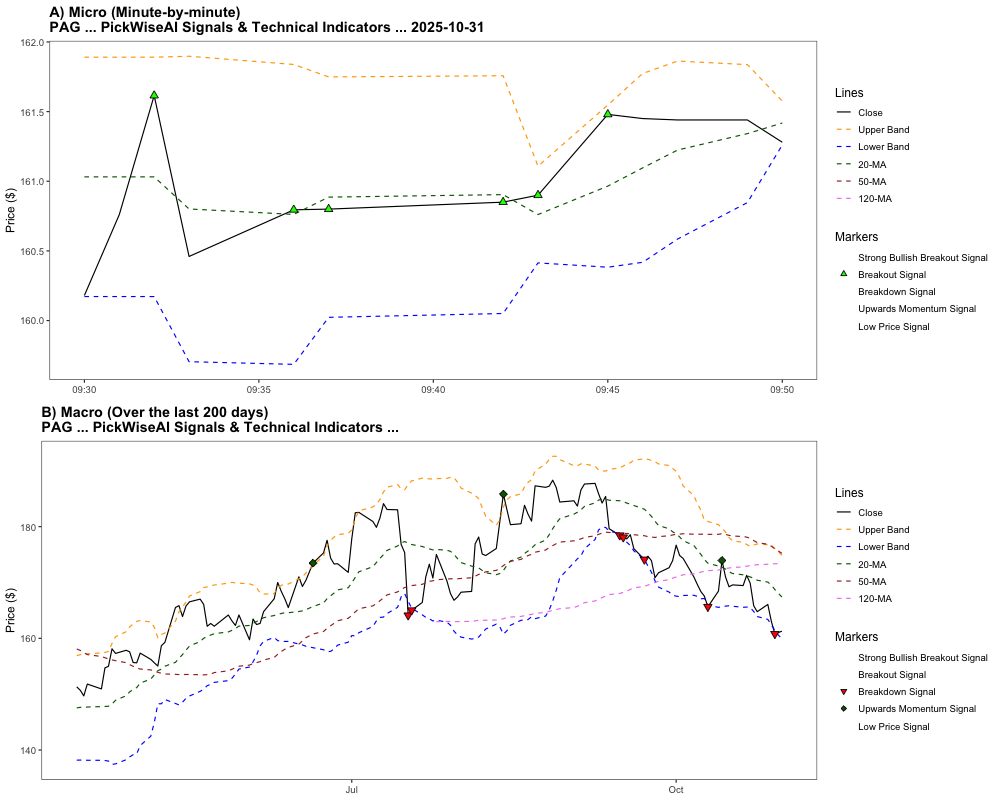 A) Micro (Minute-by-minute)
PAG ... PickWiseAI Signals & Technical Indicators ... 2025-10-31
162.0
161.5
161.0
160.5
160.0
Price ($)
09:30
09:35
09:40
09:45
09:50
Lines
Close
Upper Band
Lower Band
20-MA
50-MA
120-MA
Markers
Strong Bullish Breakout Signal
Breakout Signal
Breakdown Signal
Upwards Momentum Signal
Low Price Signal
B) Macro (Over the last 200 days)
PAG ... PickWiseAI Signals & Technical Indicators ...
180
160
140
Price ($)
Jul
Oct
Lines
Close
Upper Band
Lower Band
20-MA
50-MA
120-MA
Markers
Strong Bullish Breakout Signal
Breakout Signal
Breakdown Signal
Upwards Momentum Signal
Low Price Signal